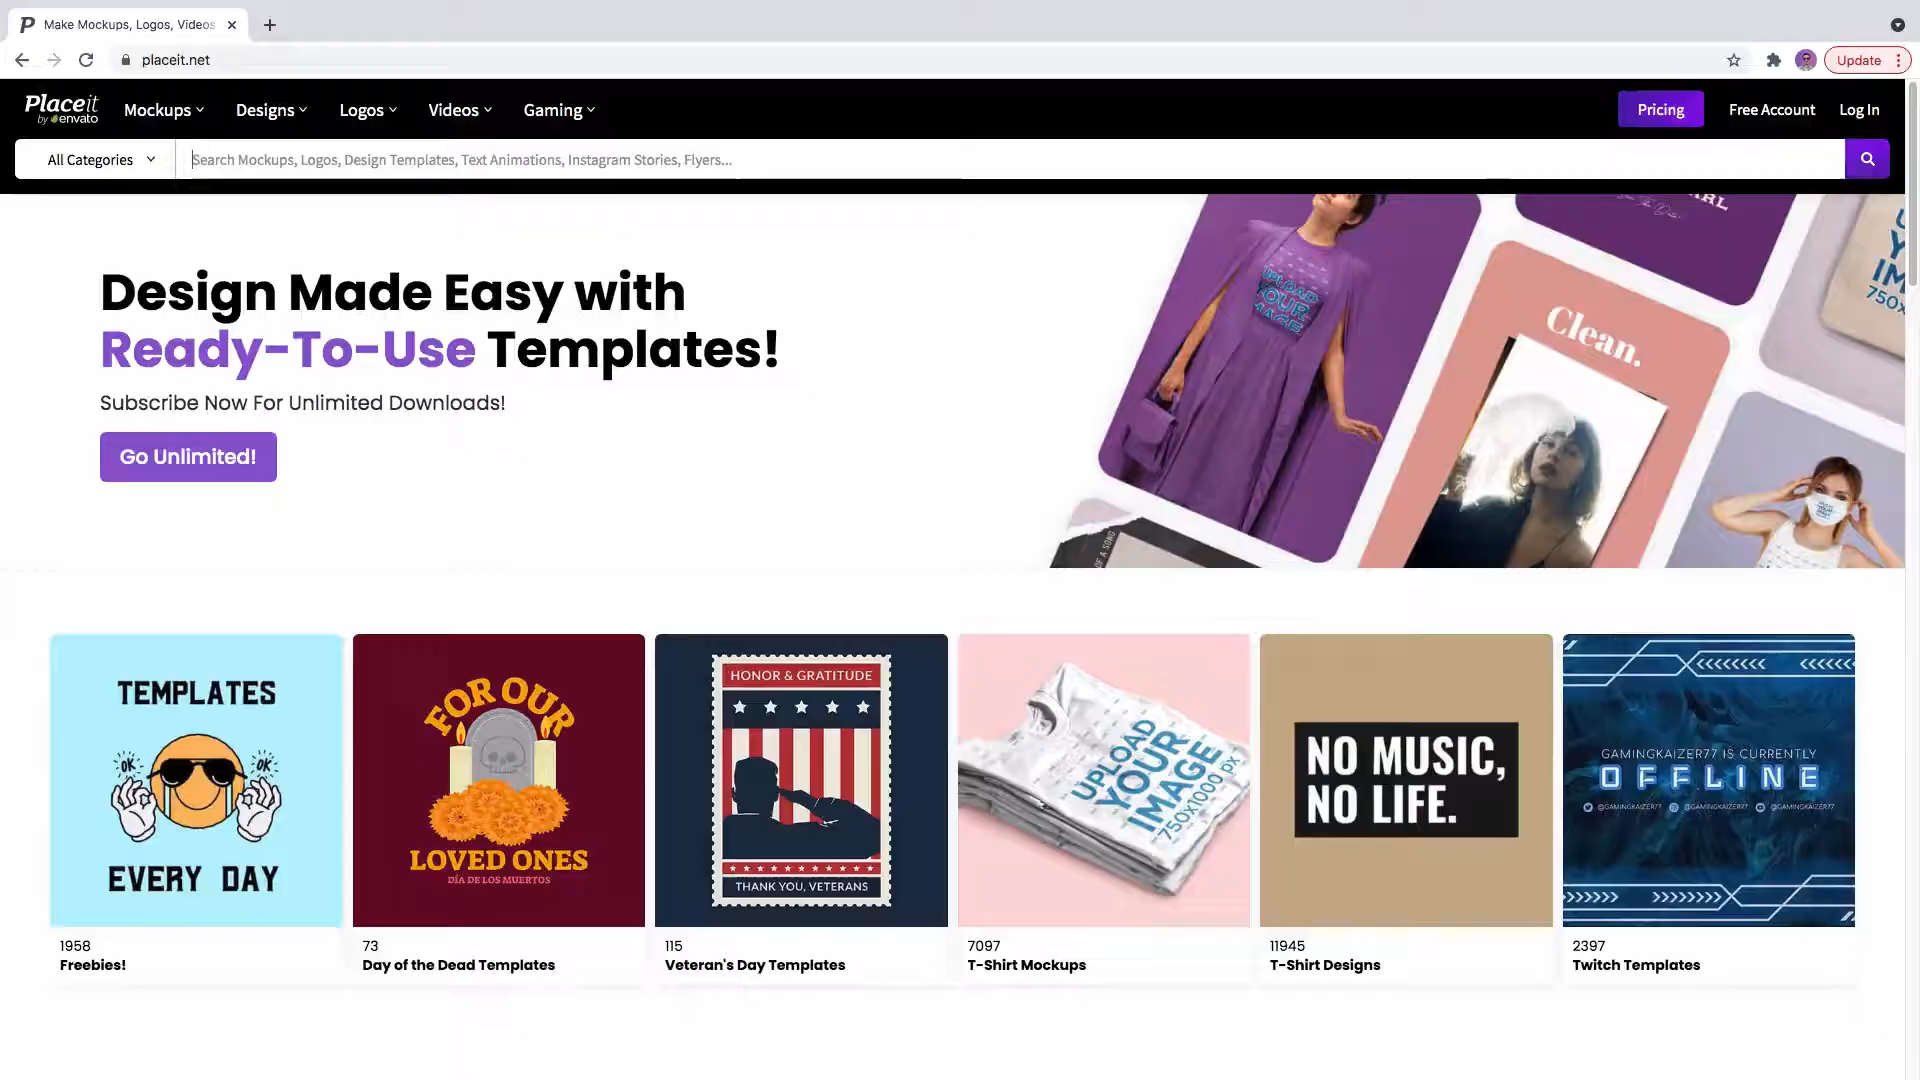 Make Mockups, Logos, Videos
placeit.net
Update
Placeit
by envato
Mockups
Designs
Logos
Videos
Gaming
Pricing
Free Account
Log In
All Categories
Search Mockups, Logos, Design Templates, Text Animations, Instagram Stories, Flyers...
Design Made Easy with
Ready-To-Use Templates!
Subscribe Now For Unlimited Downloads!
Go Unlimited!
UPLOAD
YOUR
IMAGE
Clean.
OF A SONG
TEMPLATES
OK
OK
EVERY DAY
FOR OUR
LOVED ONES
DÍA DE LOS MUERTOS
HONOR & GRATITUDE
THANK YOU, VETERANS
UPLOAD
YOUR
IMAGE
750X1000 px
NO MUSIC,
NO LIFE.
GAMINGKAIZER77 IS CURRENTLY
OFFLINE
@GAMINGKAIZER77
@GAMINGKAIZER77
@GAMINGKAIZER77
1958
Freebies!
73
Day of the Dead Templates
115
Veteran's Day Templates
7097
T-Shirt Mockups
11945
T-Shirt Designs
2397
Twitch Templates